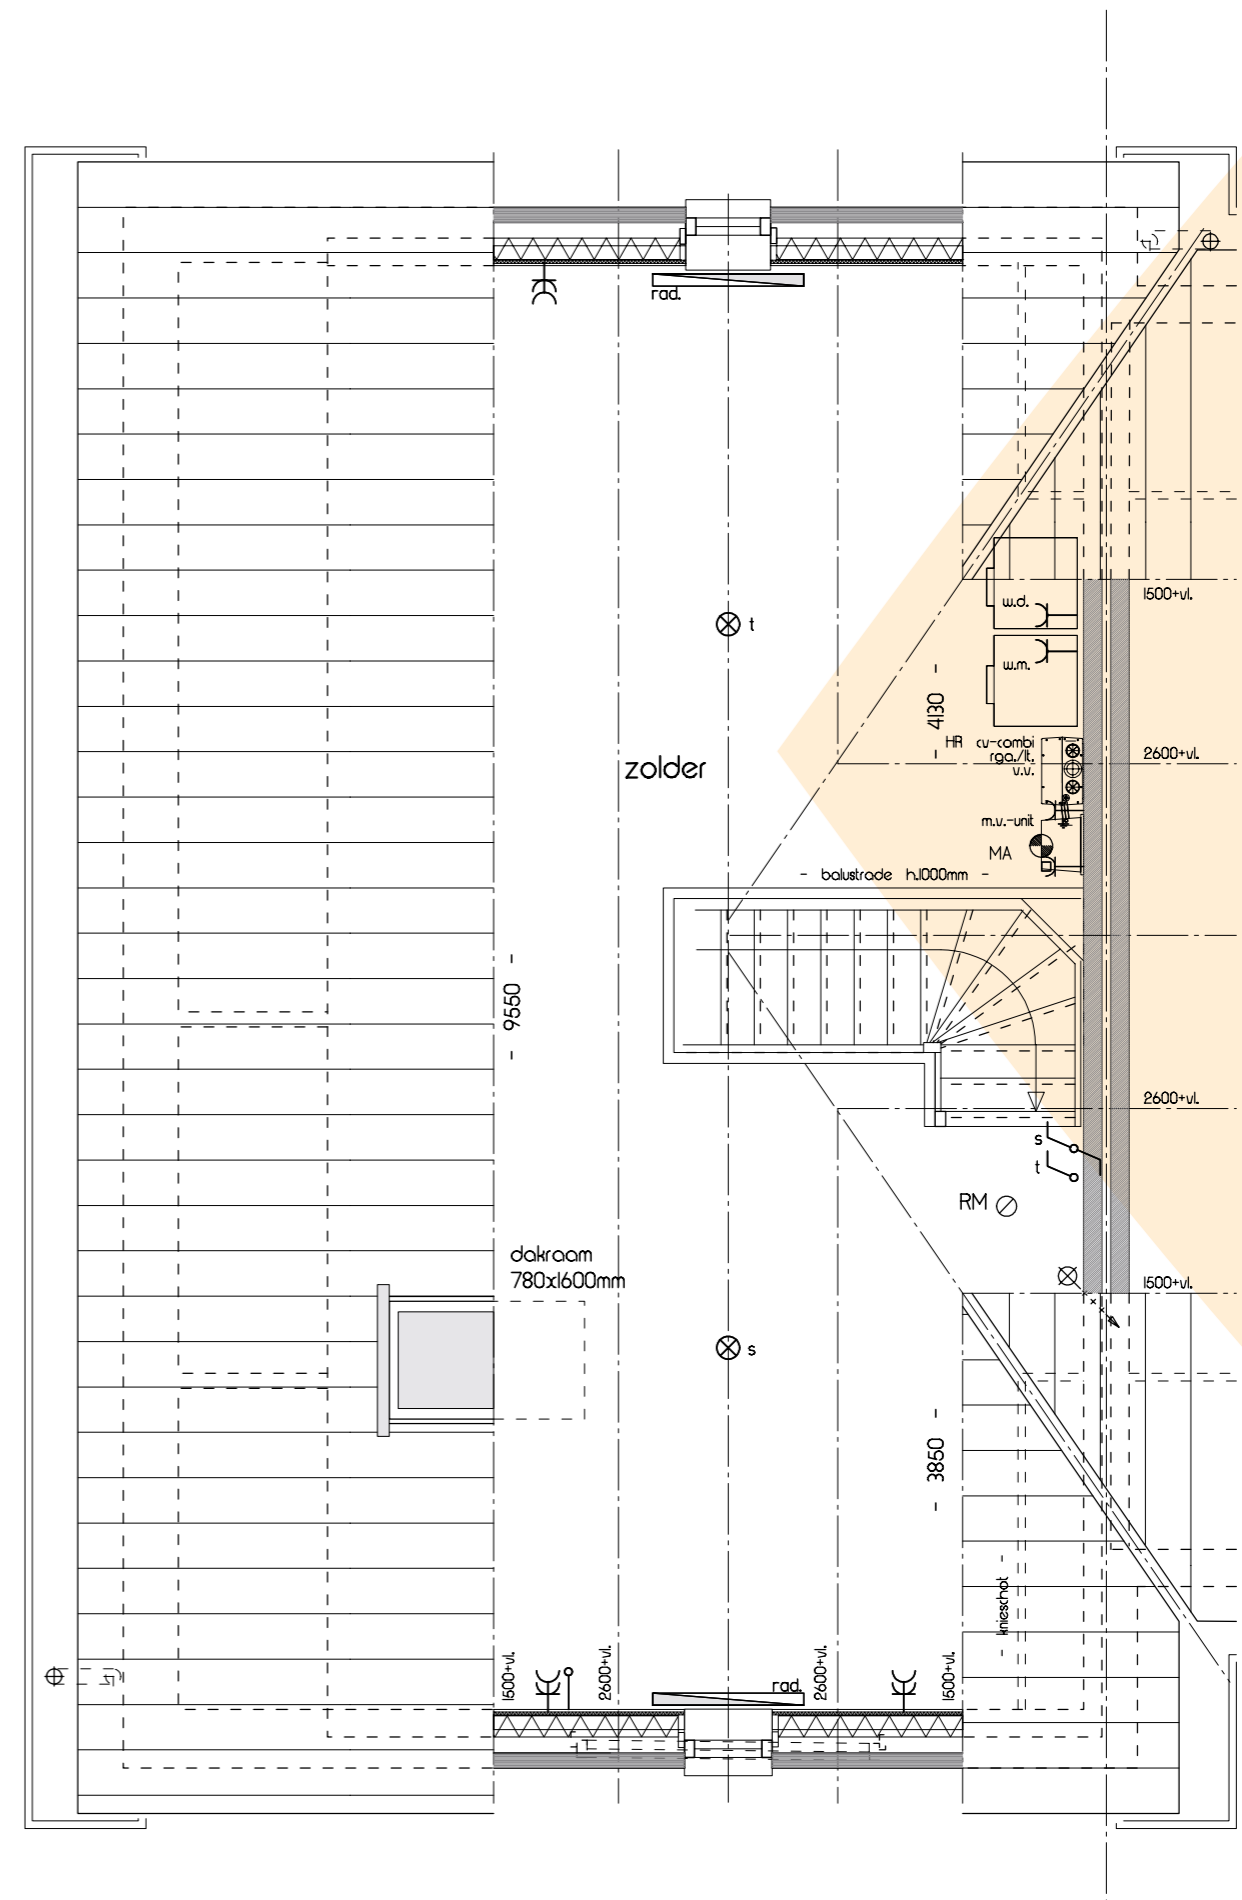 rad.
1500+vl.
w.d.
t
w.m.
- 4130 -
HR cv-combi
rga./lt.
v.v.
2600+vl.
zolder
m.v.-unit
MA
- balustrade h.1000mm -
- 9550 -
2600+vl.
s
t
RM
dakraam
780x1600mm
1500+vl.
s
- 3850 -
- knieschot -
1500+vl.
2600+vl.
2600+vl.
1500+vl.
rad.